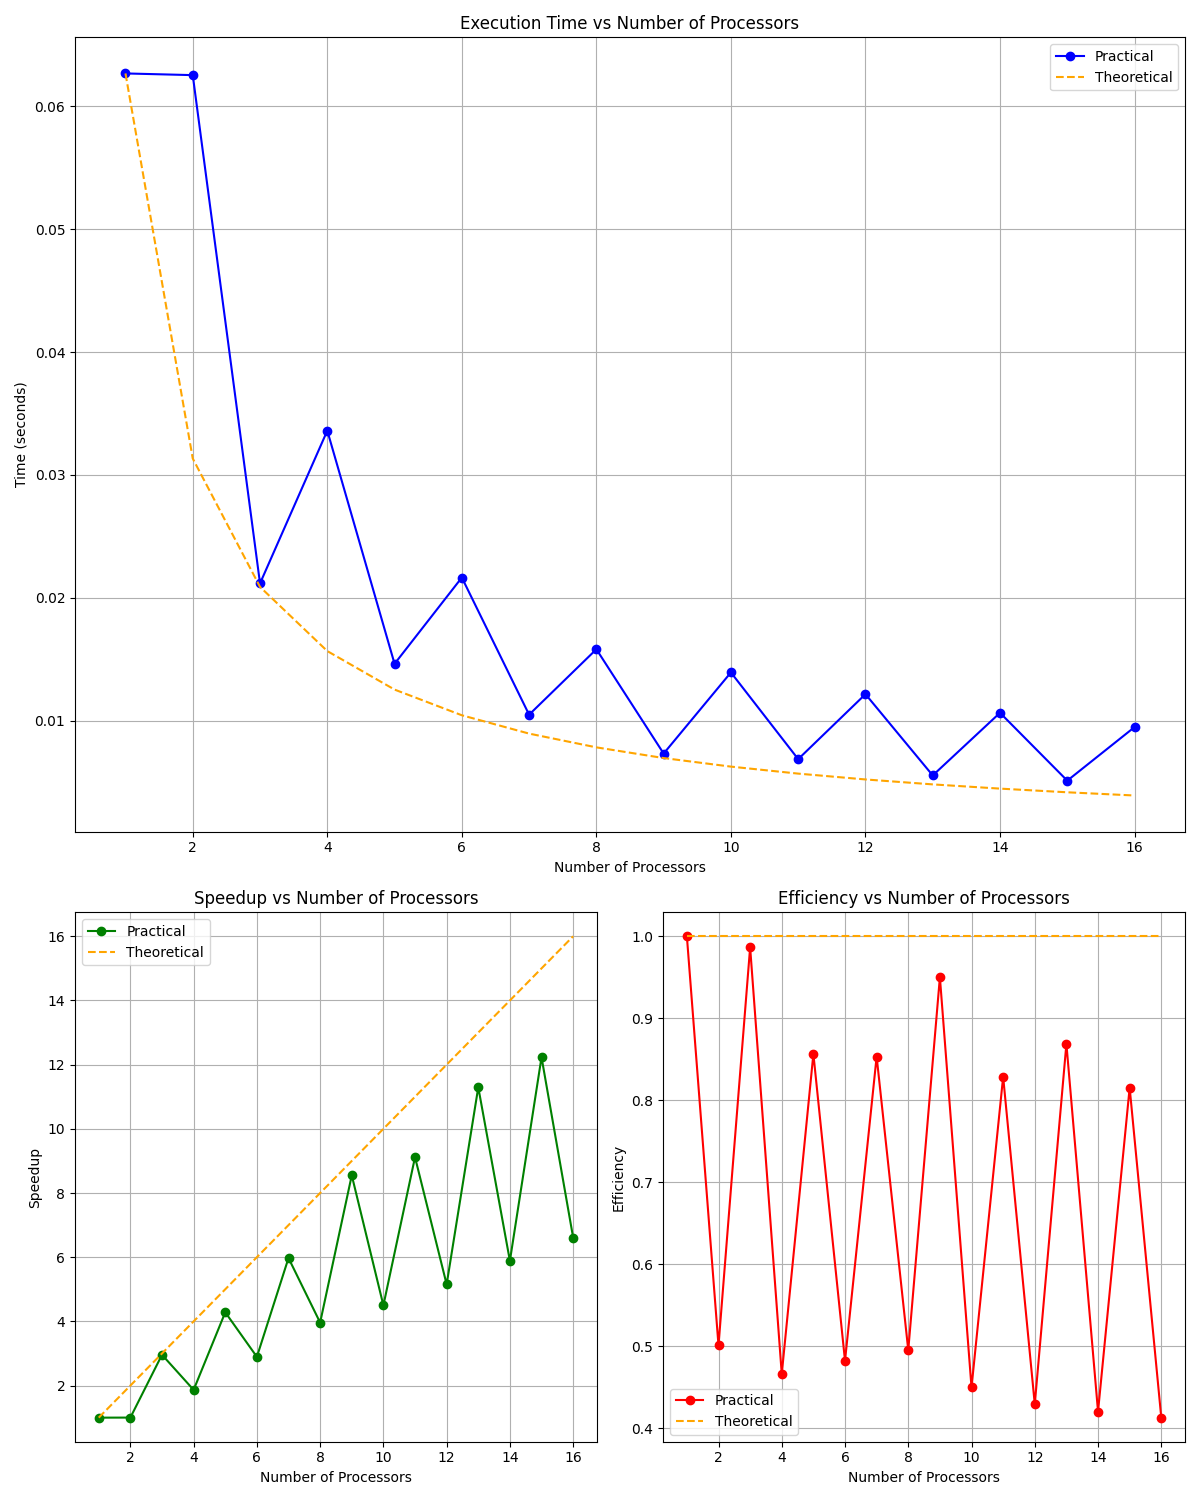 Execution Time vs Number of Processors
Practical
Theoretical
0.06
0.05
0.04
0.03
0.02
0.01
Time (seconds)
2 4 6 8 10 12 14 16
Number of Processors
Speedup vs Number of Processors
Practical
Theoretical
16
14
12
10
8
6
4
2
Speedup
2 4 6 8 10 12 14 16
Number of Processors
Efficiency vs Number of Processors
1.0
0.9
0.8
0.7
0.6
0.5
0.4
Efficiency
Practical
Theoretical
2 4 6 8 10 12 14 16
Number of Processors